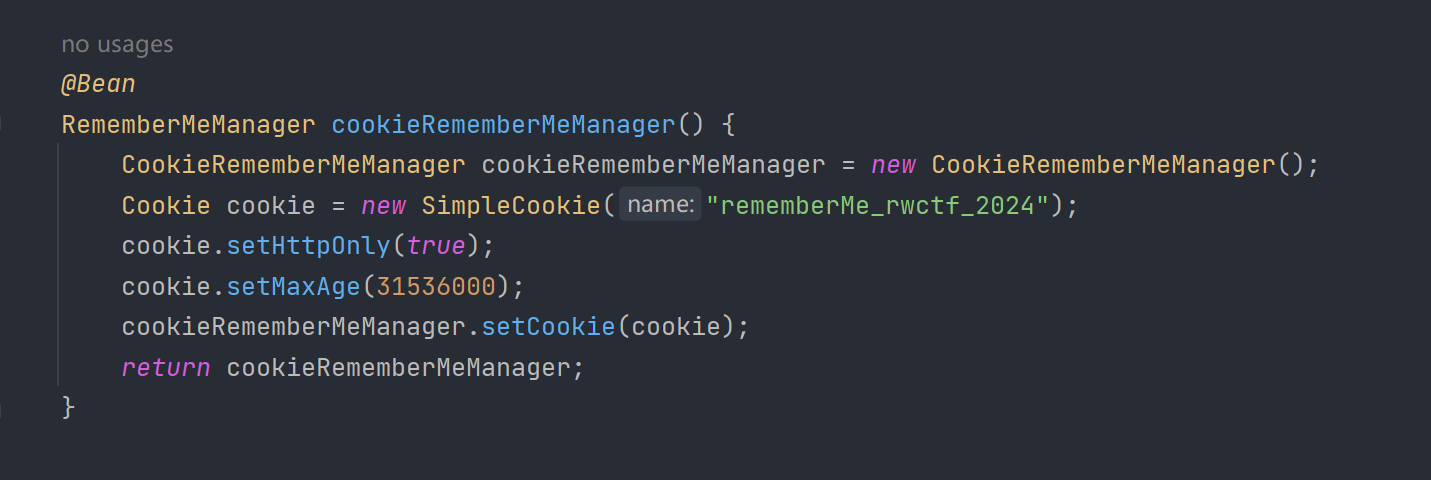 no usages
@Bean
RememberMeManager cookieRememberMeManager() {
    CookieRememberMeManager cookieRememberMeManager = new CookieRememberMeManager();
    Cookie cookie = new SimpleCookie( name: "rememberMe_rwctf_2024");
    cookie.setHttpOnly(true);
    cookie.setMaxAge(31536000);
    cookieRememberMeManager.setCookie(cookie);
    return cookieRememberMeManager;
}